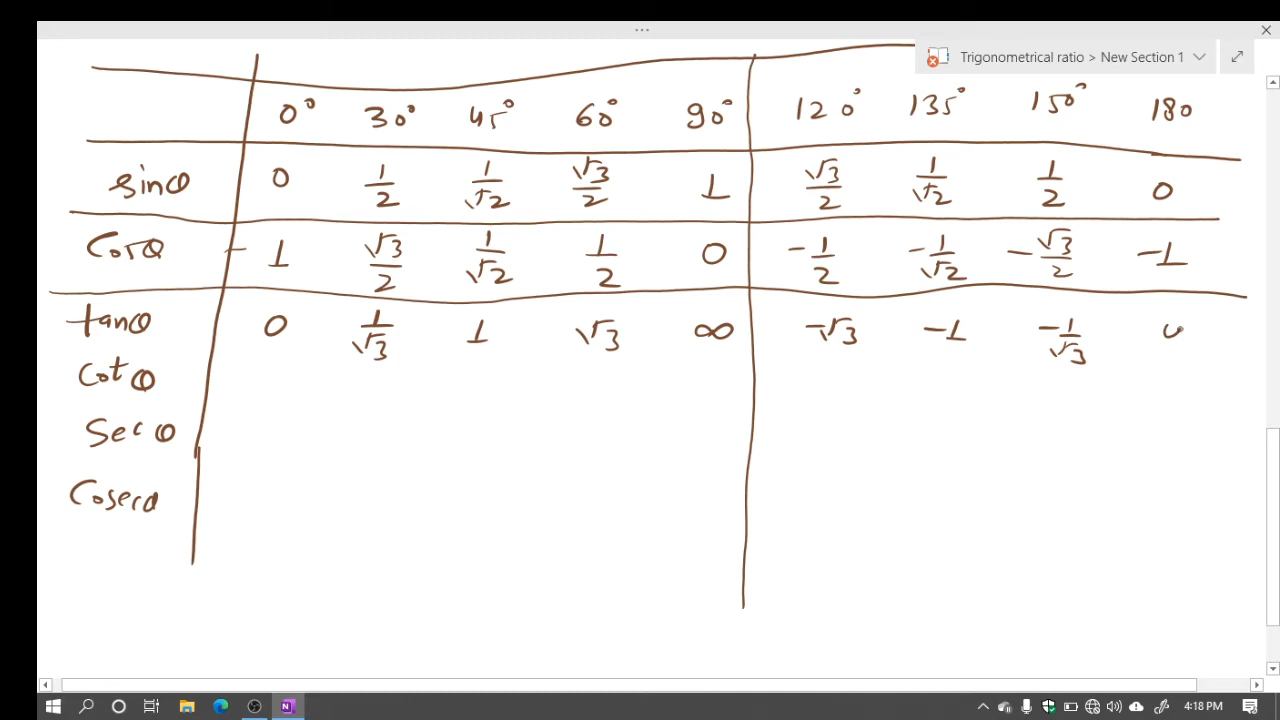 Trigonometrical ratio > New Section 1
0° 30° 45° 60° 90° 120° 135° 150° 180
sinθ 0 1/2 1/√2 √3/2 1 √3/2 1/√2 1/2 0
Cosθ - 1 √3/2 1/√2 1/2 0 -1/2 -1/√2 -√3/2 -1
tanθ 0 1/√3 1 √3 ∞ -√3 -1 -1/√3
Cot θ
Sec θ
Cosecθ
4:18 PM